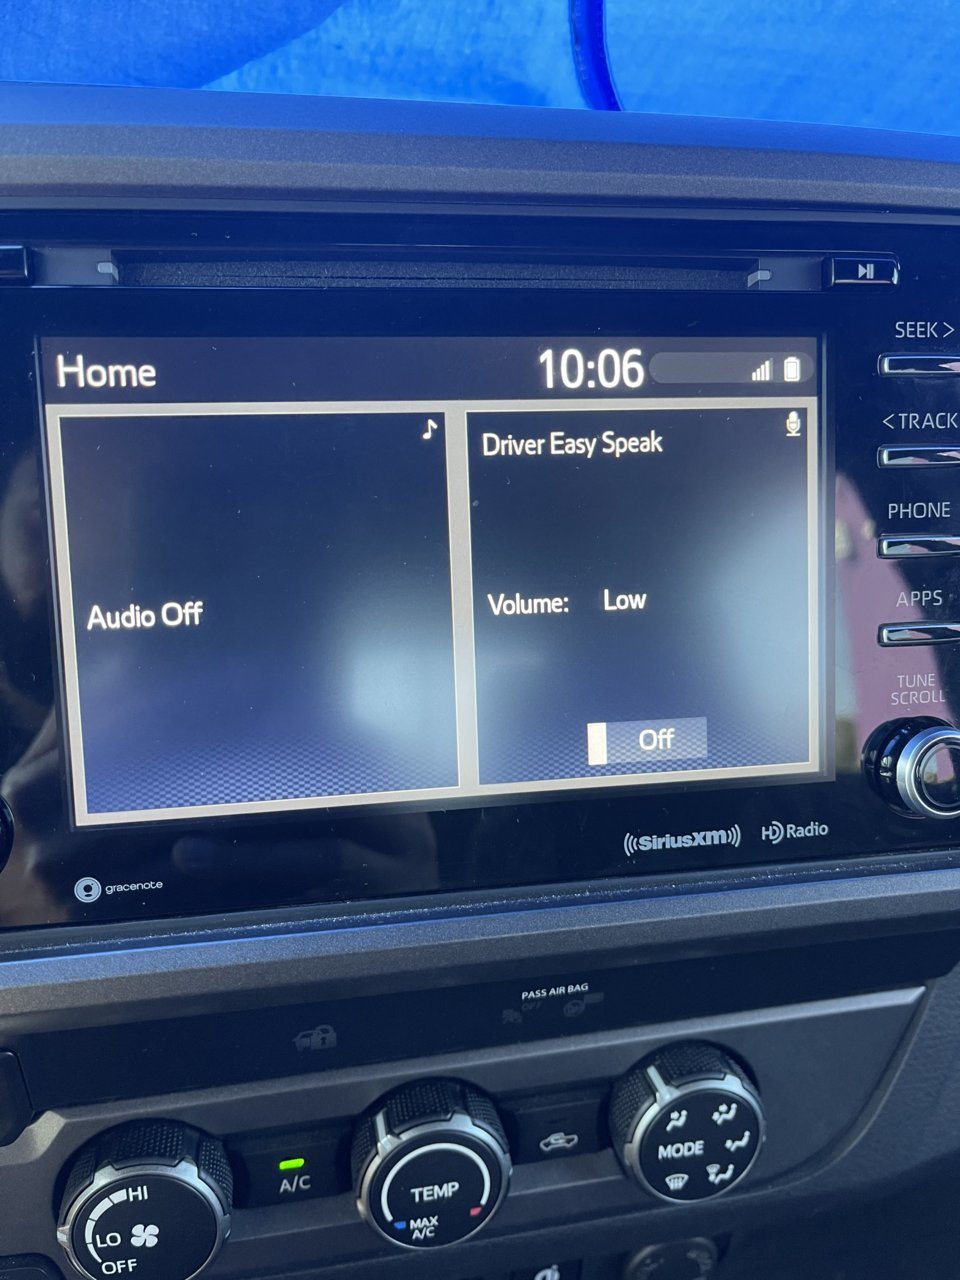 SEEK >
Home
10:06
< TRACK
Driver Easy Speak
PHONE
APPS
Audio Off
Volume: Low
TUNE
SCROLL
Off
((SiriusXM))
HD Radio
gracenote
PASS AIR BAG
OFF
MODE
A/C
TEMP
MAX
A/C
HI
LO
OFF